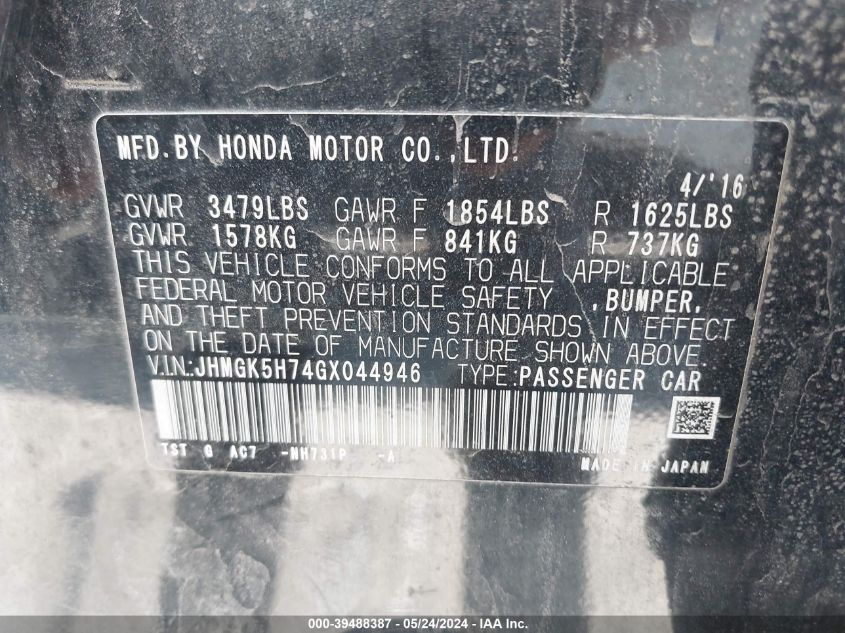 MFD. BY HONDA MOTOR CO., LTD.
4/'16
GVWR 3479LBS GAWR F 1854LBS R 1625LBS
GVWR 1578KG GAWR F 841KG R 737KG
THIS VEHICLE CONFORMS TO ALL APPLICABLE
FEDERAL MOTOR VEHICLE SAFETY , BUMPER,
AND THEFT PREVENTION STANDARDS IN EFFECT
ON THE DATE OF MANUFACTURE SHOWN ABOVE.
V.I.N.:JHMGK5H74GX044946 TYPE:PASSENGER CAR
TST G AC7 -NH731P -A
MADE IN JAPAN
000-39488387 - 05/24/2024 - IAA, Inc.